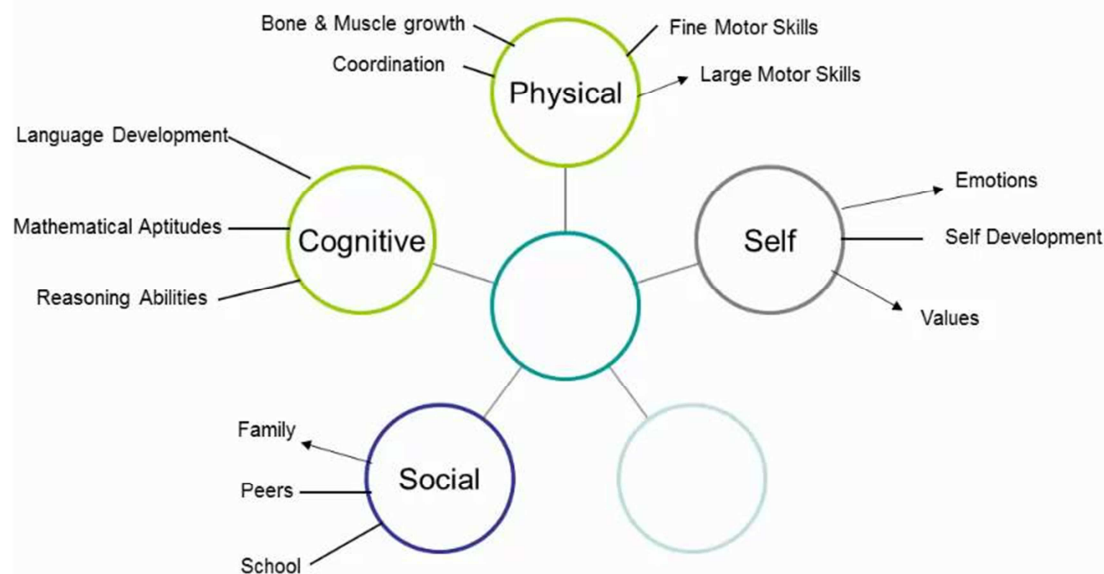 Bone & Muscle growth
Fine Motor Skills
Coordination
Large Motor Skills
Physical
Language Development
Mathematical Aptitudes
Cognitive
Reasoning Abilities
Emotions
Self
Self Development
Values
Family
Social
Peers
School